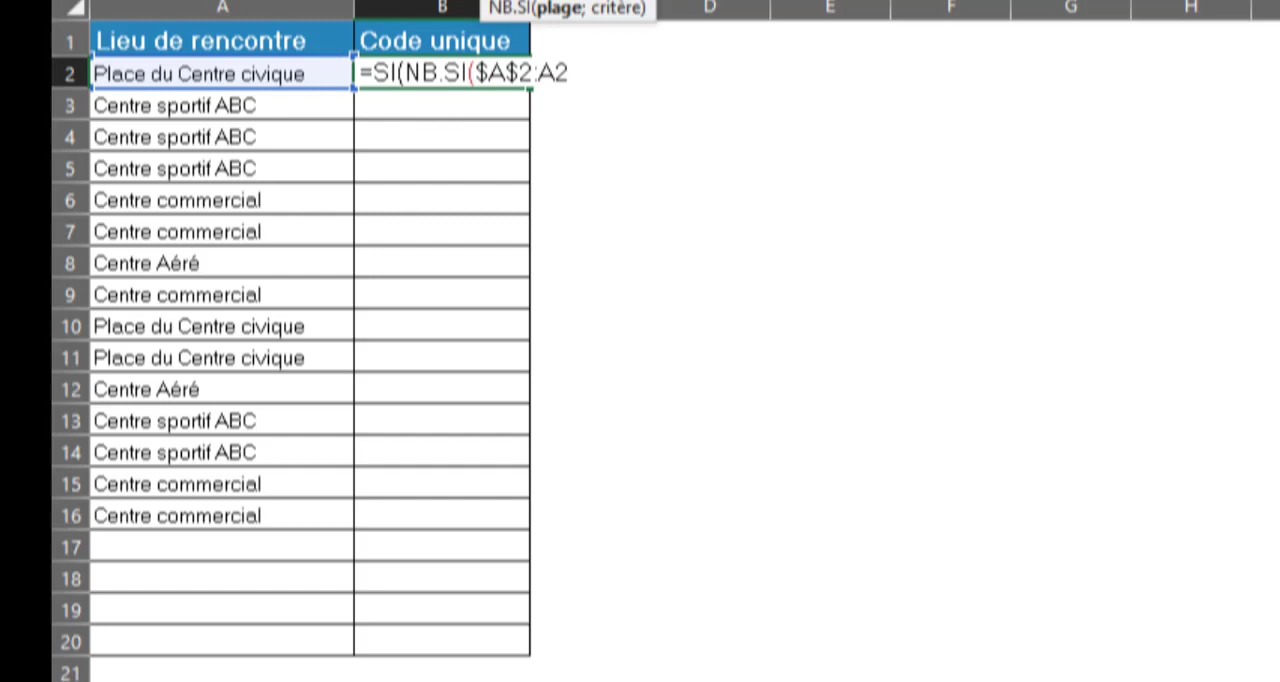 NB.SI(plage; critère)
A B D E F G H
1 Lieu de rencontre Code unique
2 Place du Centre civique =SI(NB.SI($A$2:A2
3 Centre sportif ABC
4 Centre sportif ABC
5 Centre sportif ABC
6 Centre commercial
7 Centre commercial
8 Centre Aéré
9 Centre commercial
10 Place du Centre civique
11 Place du Centre civique
12 Centre Aéré
13 Centre sportif ABC
14 Centre sportif ABC
15 Centre commercial
16 Centre commercial
17
18
19
20
21